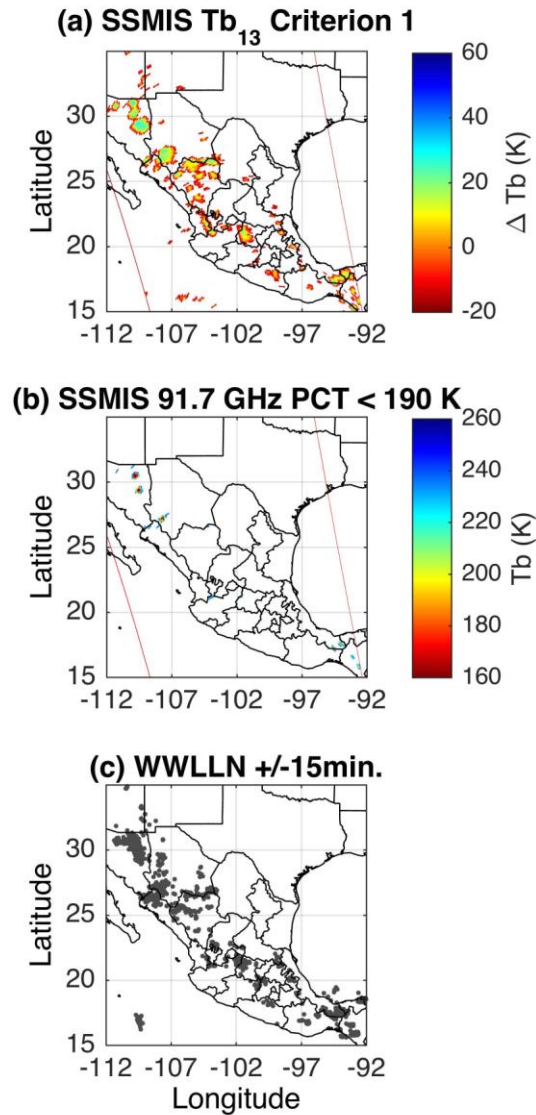 (a) SSMIS Tb13 Criterion 1
Latitude
30
25
20
15
-112 -107 -102 -97 -92
60
40
20
0
-20
Δ Tb (K)
(b) SSMIS 91.7 GHz PCT < 190 K
Latitude
30
25
20
15
-112 -107 -102 -97 -92
260
240
220
200
180
160
Tb (K)
(c) WWLLN +/-15min.
Latitude
30
25
20
15
-112 -107 -102 -97 -92
Longitude